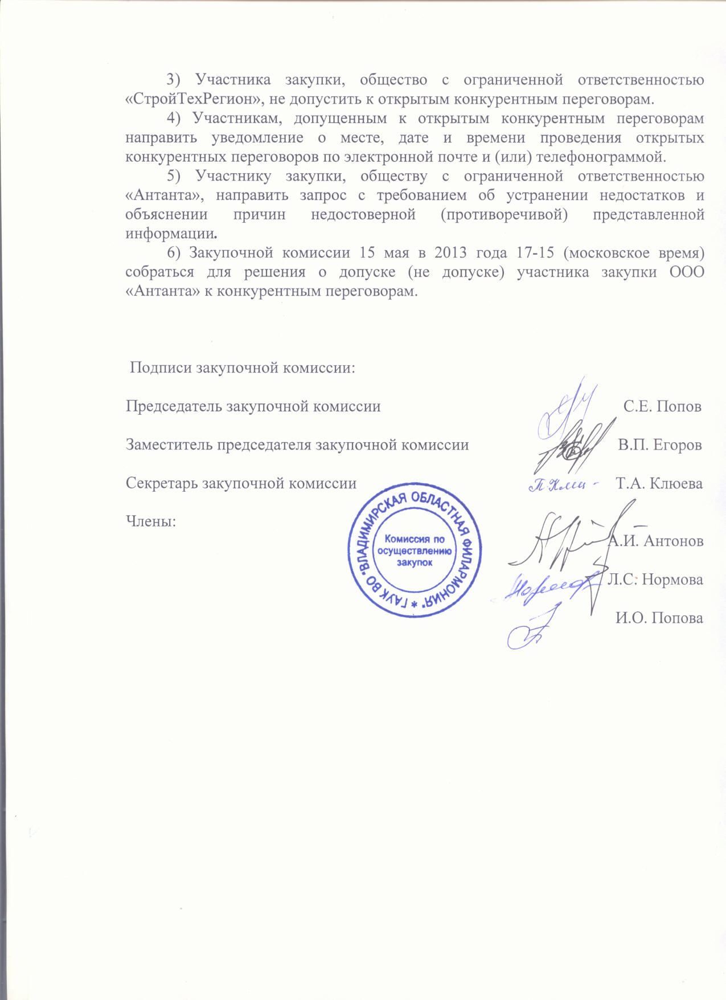 3) Участника закупки, общество с ограниченной ответственностью
«СтройТехРегион», не допустить к открытым конкурентным переговорам.
4) Участникам, допущенным к открытым конкурентным переговорам
направить уведомление о месте, дате и времени проведения открытых
конкурентных переговоров по электронной почте и (или) телефонограммой.
5) Участнику закупки, обществу с ограниченной ответственностью
«Антанта», направить запрос с требованием об устранении недостатков и
объяснении причин недостоверной (противоречивой) представленной
информации.
6) Закупочной комиссии 15 мая в 2013 года 17-15 (московское время)
собраться для решения о допуске (не допуске) участника закупки ООО
«Антанта» к конкурентным переговорам.
Подписи закупочной комиссии:
Председатель закупочной комиссии С.Е. Попов
Заместитель председателя закупочной комиссии В.П. Егоров
Секретарь закупочной комиссии Т.А. Клюева
Члены:
А.И. Антонов
Л.С. Нормова
И.О. Попова
* ГАУК ВО "ВЛАДИМИРСКАЯ ОБЛАСТНАЯ ФИЛАРМОНИЯ"
Комиссия по
осуществлению
закупок